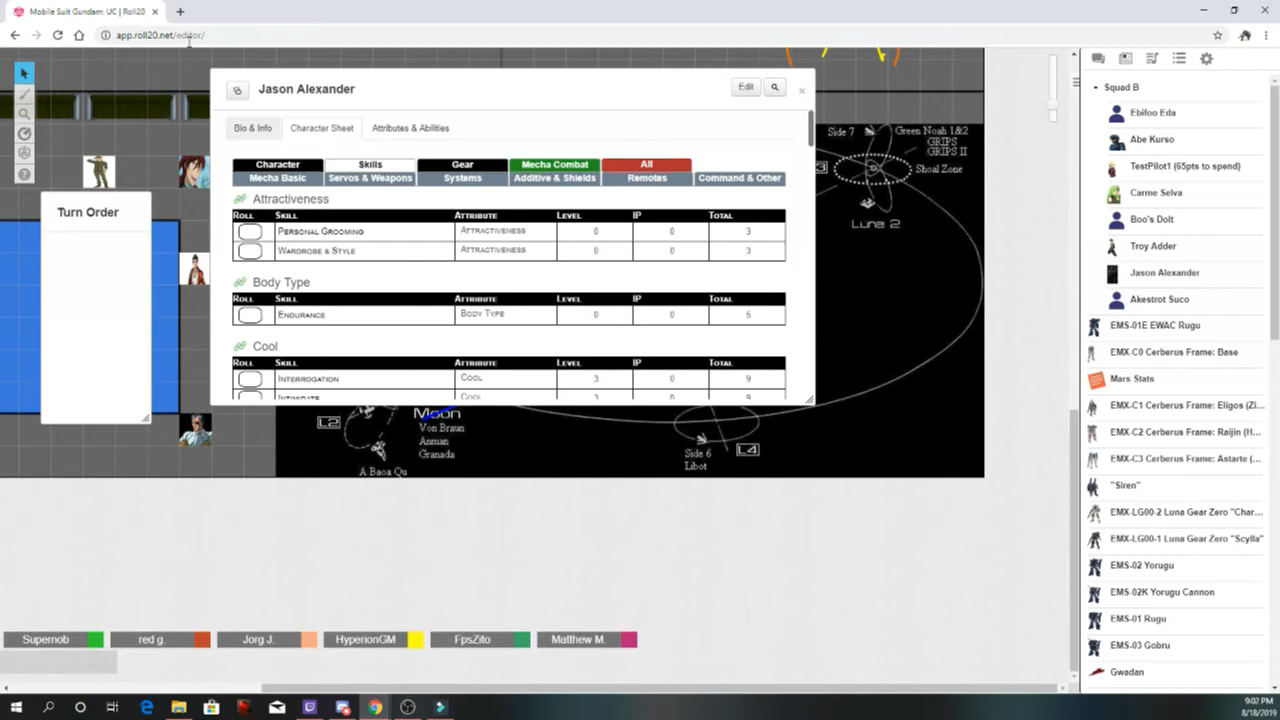 Mobile Suit Gundam: UC | Roll20
app.roll20.net/editor/
Jason Alexander
Edit
Bio & Info
Character Sheet
Attributes & Abilities
Character
Skills
Gear
Mecha Combat
All
Mecha Basic
Servos & Weapons
Systems
Additive & Shields
Remotes
Command & Other
Attractiveness
Roll Skill Attribute Level IP Total
Personal Grooming Attractiveness 0 0 3
Wardrobe & Style Attractiveness 0 0 3
Body Type
Roll Skill Attribute Level IP Total
Endurance Body Type 0 0 5
Cool
Roll Skill Attribute Level IP Total
Interrogation Cool 3 0 9
Intimidate Cool 3 0 9
Turn Order
Side 7
Green Noah 1&2
GRIPS
GRIPS II
Shoal Zone
Luna 2
L3
L2
Moon
Von Braun
Anman
Granada
A Baoa Qu
Side 6
Libot
L4
Squad B
Ebifoo Eda
Abe Kurso
TestPilot1 (65pts to spend)
Carme Selva
Boo's Dolt
Troy Adder
Jason Alexander
Akestrot Suco
EMS-01E EWAC Rugu
EMX-C0 Cerberus Frame: Base
Mars Stats
EMX-C1 Cerberus Frame: Eligos (Zi...
EMX-C2 Cerberus Frame: Raijin (H...
EMX-C3 Cerberus Frame: Astarte (...
"Siren"
EMX-LG00-2 Luna Gear Zero "Char...
EMX-LG00-1 Luna Gear Zero "Scylla"
EMS-02 Yorugu
EMS-02K Yorugu Cannon
EMS-01 Rugu
EMS-03 Gobru
Gwadan
Supernob
red g.
Jorg J.
HyperionGM
FpsZito
Matthew M.
9:02 PM
8/18/2019